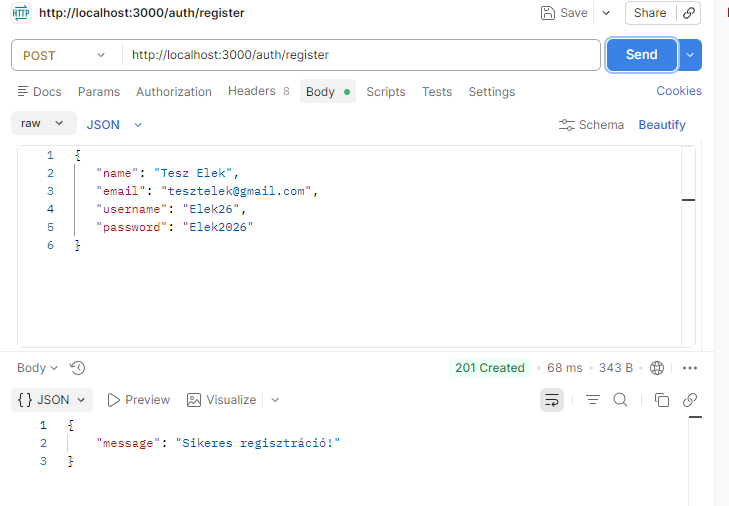 HTTP http://localhost:3000/auth/register Save Share
POST http://localhost:3000/auth/register Send
Docs Params Authorization Headers 8 Body Scripts Tests Settings Cookies
raw JSON Schema Beautify
1 {
2 "name": "Tesz Elek",
3 "email": "tesztelek@gmail.com",
4 "username": "Elek26",
5 "password": "Elek2026"
6 }
Body 201 Created 68 ms 343 B
{} JSON Preview Visualize
1 {
2 "message": "Sikeres regisztráció!"
3 }